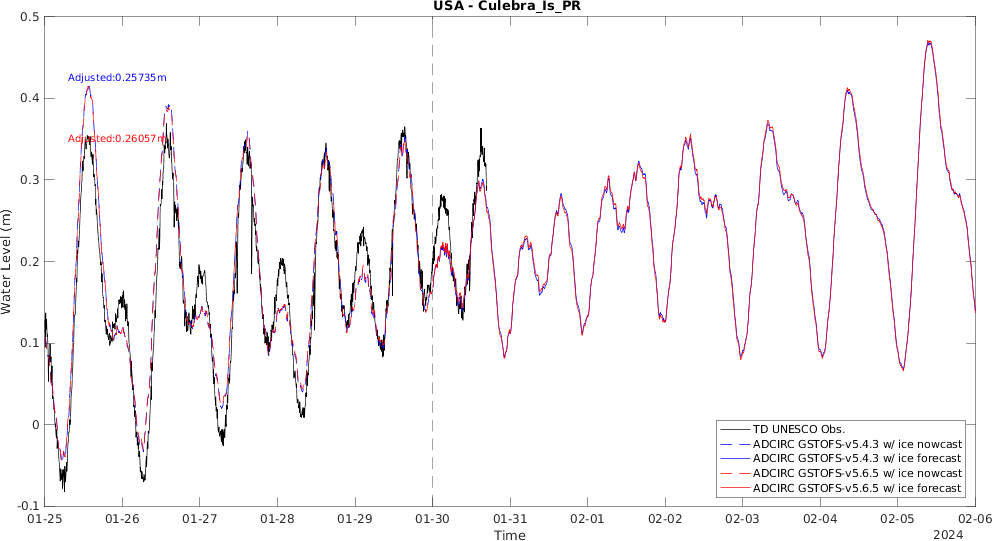 USA - Culebra_Is_PR
0.5
0.4
0.3
0.2
0.1
0
-0.1
Water Level (m)
Adjusted:0.25735m
Adjusted:0.26057m
TD UNESCO Obs.
ADCIRC GSTOFS-v5.4.3 w/ ice nowcast
ADCIRC GSTOFS-v5.4.3 w/ ice forecast
ADCIRC GSTOFS-v5.6.5 w/ ice nowcast
ADCIRC GSTOFS-v5.6.5 w/ ice forecast
01-25 01-26 01-27 01-28 01-29 01-30 01-31 02-01 02-02 02-03 02-04 02-05 02-06
Time
2024